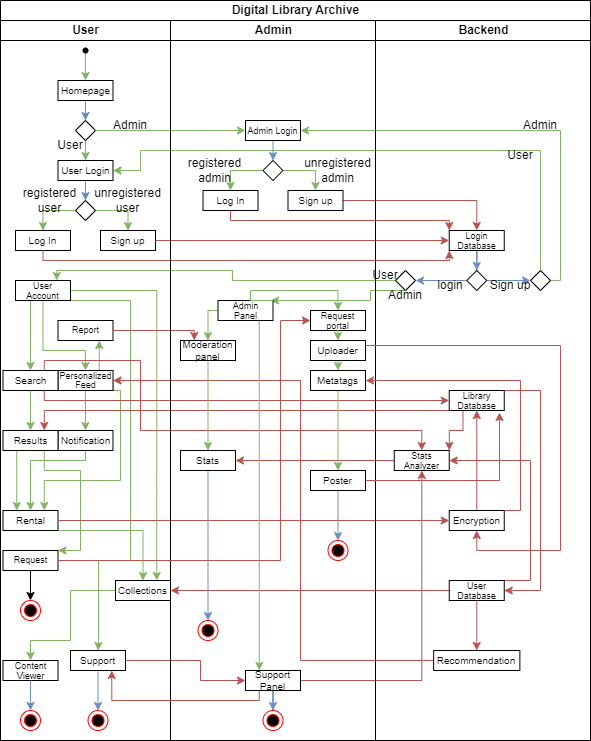 Digital Library Archive
User
Admin
Backend
Homepage
Admin
User
Admin Login
Admin
User
User Login
registered
user
unregistered
user
registered
admin
unregistered
admin
Log In
Sign up
Log In
Sign up
Login
Database
User
Admin
login
Sign up
User
Account
Admin
Panel
Request
portal
Report
Moderation
panel
Uploader
Search
Personalized
Feed
Metatags
Library
Database
Results
Notification
Stats
Stats
Analyzer
Poster
Rental
Encryption
Request
Collections
User
Database
Content
Viewer
Support
Support
Panel
Recommendation